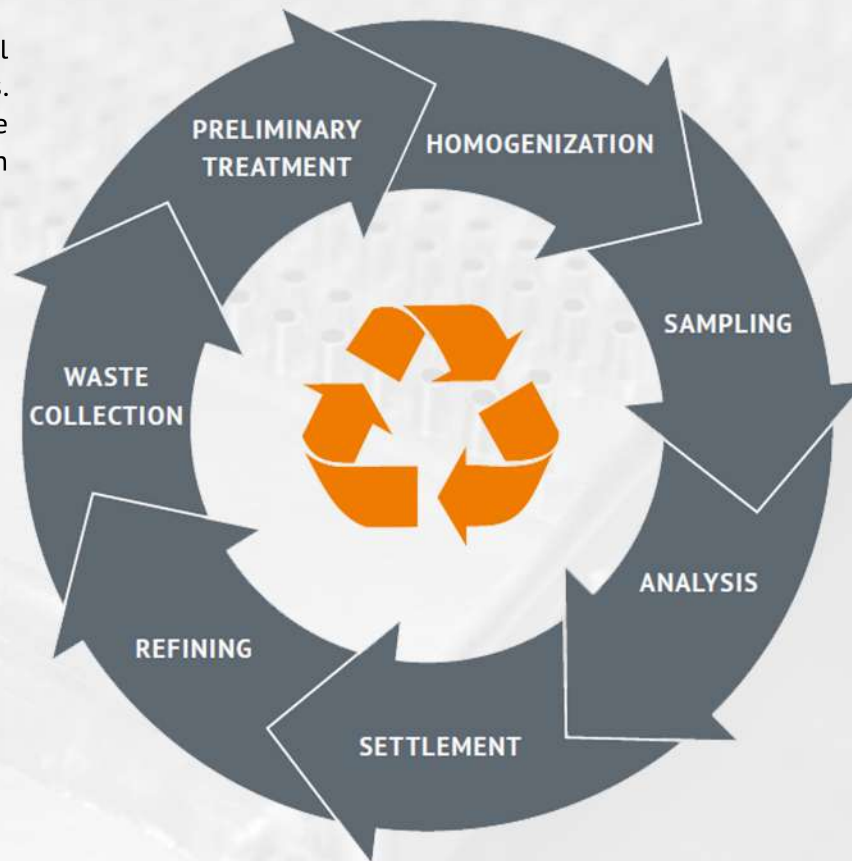 l
.
e
n
PRELIMINARY
TREATMENT
HOMOGENIZATION
SAMPLING
ANALYSIS
SETTLEMENT
REFINING
WASTE
COLLECTION